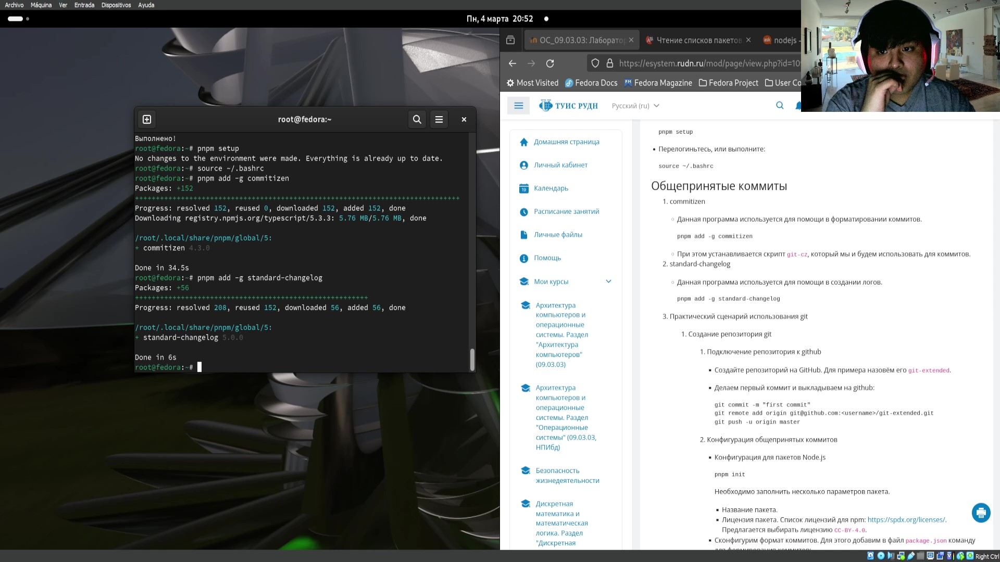 Archivo Máquina Ver Entrada Dispositivos Ayuda
Пн, 4 марта 20:52
ОС_09.03.03: Лаборатор
Чтение списков пакетов
ask nodejs -
https://esystem.rudn.ru/mod/page/view.php?id=10
Most Visited Fedora Docs Fedora Magazine Fedora Project User Co
root@fedora:~
Выполнено!
root@fedora:~# pnpm setup
No changes to the environment were made. Everything is already up to date.
root@fedora:~# source ~/.bashrc
root@fedora:~# pnpm add -g commitizen
Packages: +152
++++++++++++++++++++++++++++++++++++++++++++++++++++++++++++++++++++++++++++++
Progress: resolved 152, reused 0, downloaded 152, added 152, done
Downloading registry.npmjs.org/typescript/5.3.3: 5.76 MB/5.76 MB, done
/root/.local/share/pnpm/global/5:
+ commitizen 4.3.0
Done in 34.5s
root@fedora:~# pnpm add -g standard-changelog
Packages: +56
++++++++++++++++++++++++++++++++++++++++++++++++++++++++
Progress: resolved 208, reused 152, downloaded 56, added 56, done
/root/.local/share/pnpm/global/5:
+ standard-changelog 5.0.0
Done in 6s
root@fedora:~#
ТУИС РУДН Русский (ru)
Домашняя страница
Личный кабинет
Календарь
Расписание занятий
Личные файлы
Помощь
Мои курсы
Архитектура
компьютеров и
операционные
системы. Раздел
"Архитектура
компьютеров"
(09.03.03)
Архитектура
компьютеров и
операционные
системы. Раздел
"Операционные
системы" (09.03.03,
НПИбд)
Безопасность
жизнедеятельности
Дискретная
математика и
математическая
логика. Раздел
"Дискретная
pnpm setup
• Перелогиньтесь, или выполните:
source ~/.bashrc
Общепринятые коммиты
1. commitizen
Данная программа используется для помощи в форматировании коммитов.
pnpm add -g commitizen
При этом устанавливается скрипт git-cz, который мы и будем использовать для коммитов.
2. standard-changelog
Данная программа используется для помощи в создании логов.
pnpm add -g standard-changelog
3. Практический сценарий использования git
1. Создание репозитория git
1. Подключение репозитория к github
Создайте репозиторий на GitHub. Для примера назовём его git-extended.
Делаем первый коммит и выкладываем на github:
git commit -m "first commit"
git remote add origin git@github.com:<username>/git-extended.git
git push -u origin master
2. Конфигурация общепринятых коммитов
Конфигурация для пакетов Node.js
pnpm init
Необходимо заполнить несколько параметров пакета.
Название пакета.
Лицензия пакета. Список лицензий для npm: https://spdx.org/licenses/.
Предлагается выбирать лицензию CC-BY-4.0.
Сконфигурим формат коммитов. Для этого добавим в файл package.json команду
для формирования коммитов:
Right Ctrl